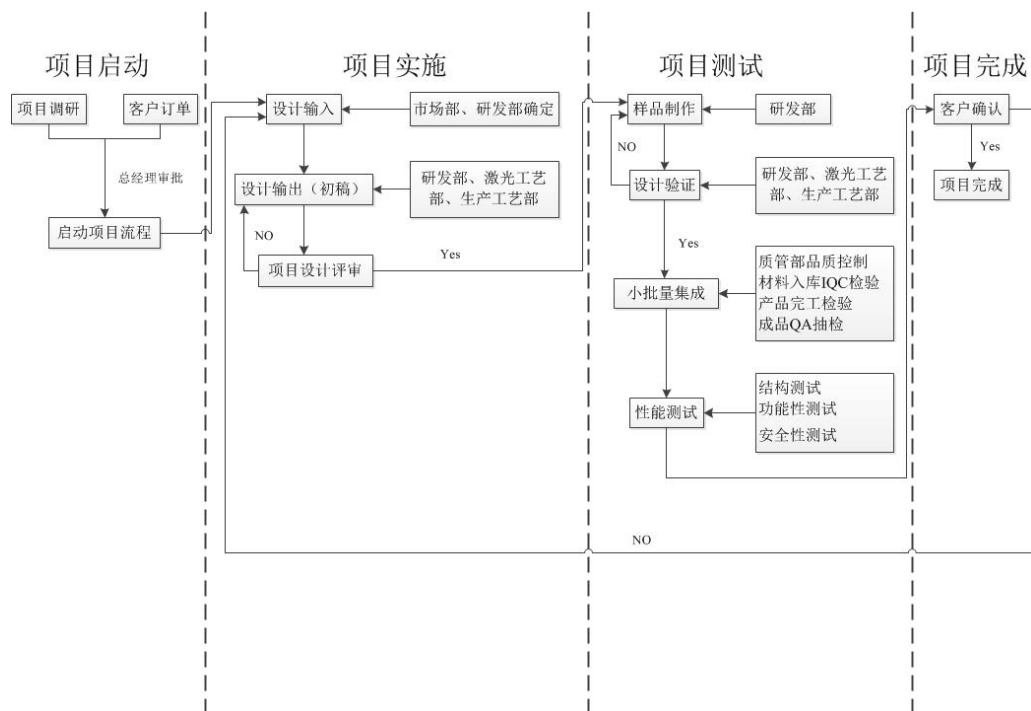 项目启动
项目调研
客户订单
总经理审批
启动项目流程
项目实施
设计输入
市场部、研发部确定
设计输出（初稿）
研发部、激光工艺
部、生产工艺部
NO
项目设计评审
Yes
项目测试
样品制作
研发部
NO
设计验证
研发部、激光工艺
部、生产工艺部
Yes
小批量集成
质管部品质控制
材料入库IQC检验
产品完工检验
成品QA抽检
性能测试
结构测试
功能性测试
安全性测试
NO
项目完成
客户确认
Yes
项目完成